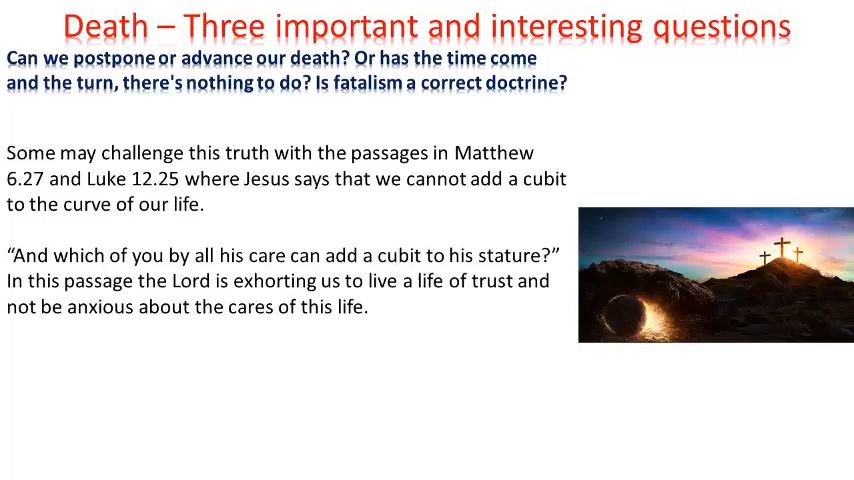 Death – Three important and interesting questions
Can we postpone or advance our death? Or has the time come
and the turn, there's nothing to do? Is fatalism a correct doctrine?
Some may challenge this truth with the passages in Matthew
6.27 and Luke 12.25 where Jesus says that we cannot add a cubit
to the curve of our life.
“And which of you by all his care can add a cubit to his stature?”
In this passage the Lord is exhorting us to live a life of trust and
not be anxious about the cares of this life.